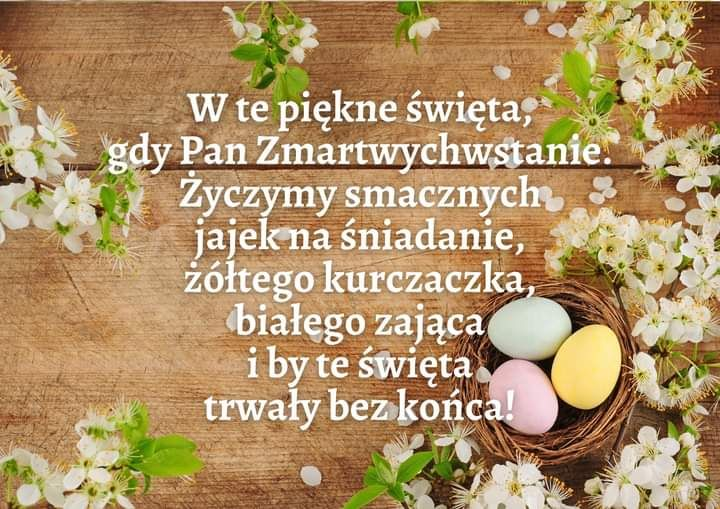 W te piękne święta,
gdy Pan Zmartwychwstanie.
Życzymy smacznych
jajek na śniadanie,
żółtego kurczaczka,
białego zająca
i by te święta
trwały bez końca!